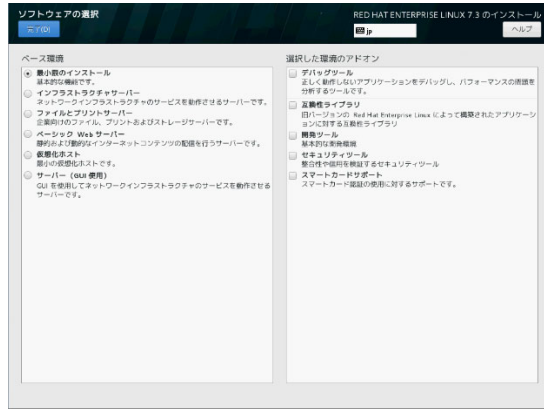 ソフトウェアの選択
RED HAT ENTERPRISE LINUX 7.3 のインストール
完了(D)
jp
ヘルプ
ベース環境
最小限のインストール
基本的な機能です。
インフラストラクチャサーバー
ネットワークインフラストラクチャのサービスを動作させるサーバーです。
ファイルとプリントサーバー
企業向けのファイル、プリントおよびストレージサーバーです。
ベーシック Web サーバー
静的および動的なインターネットコンテンツの配信を行うサーバーです。
仮想化ホスト
最小の仮想化ホストです。
サーバー（GUI 使用）
GUI を使用してネットワークインフラストラクチャのサービスを動作させる
サーバーです。
選択した環境のアドオン
デバッグツール
正しく動作しないアプリケーションをデバッグし、パフォーマンスの問題を
分析するツールです。
互換性ライブラリ
旧バージョンの Red Hat Enterprise Linux によって構築されたアプリケーシ
ョンに対する互換性ライブラリ
開発ツール
基本的な開発環境
セキュリティツール
整合性や信用を検証するセキュリティツール
スマートカードサポート
スマートカード認証の使用に対するサポートです。